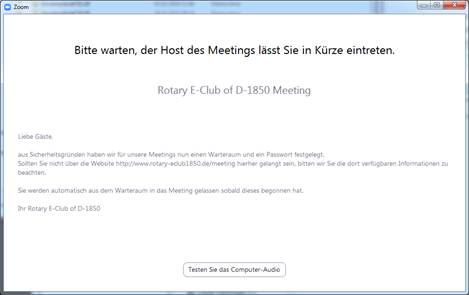 Zoom
Bitte warten, der Host des Meetings lässt Sie in Kürze eintreten.
Rotary E-Club of D-1850 Meeting
Liebe Gäste,
aus Sicherheitsgründen haben wir für unsere Meetings nun einen Warteraum und ein Passwort festgelegt.
Sollten Sie nicht über die Website http://www.rotary-eclub1850.de/meeting hierher gelangt sein, bitten wir Sie die dort verfügbaren Informationen zu
beachten.
Sie werden automatisch aus dem Warteraum in das Meeting gelassen sobald dieses begonnen hat.
Ihr Rotary E-Club of D-1850
Testen Sie das Computer-Audio